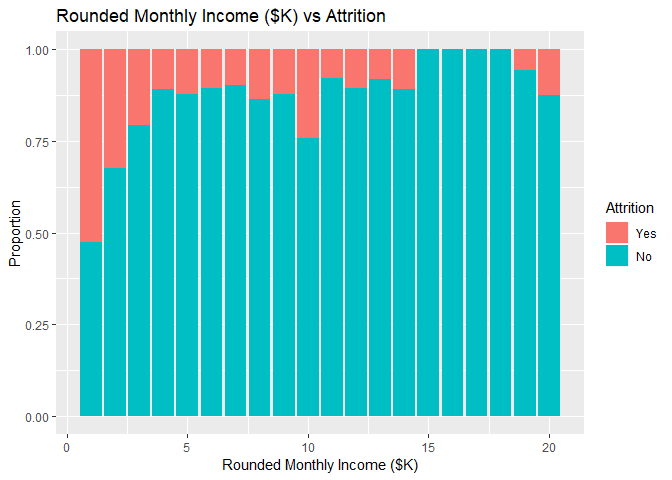 Rounded Monthly Income ($K) vs Attrition
1.00
0.75
0.50
0.25
0.00
Proportion
0 5 10 15 20
Rounded Monthly Income ($K)
Attrition
Yes
No